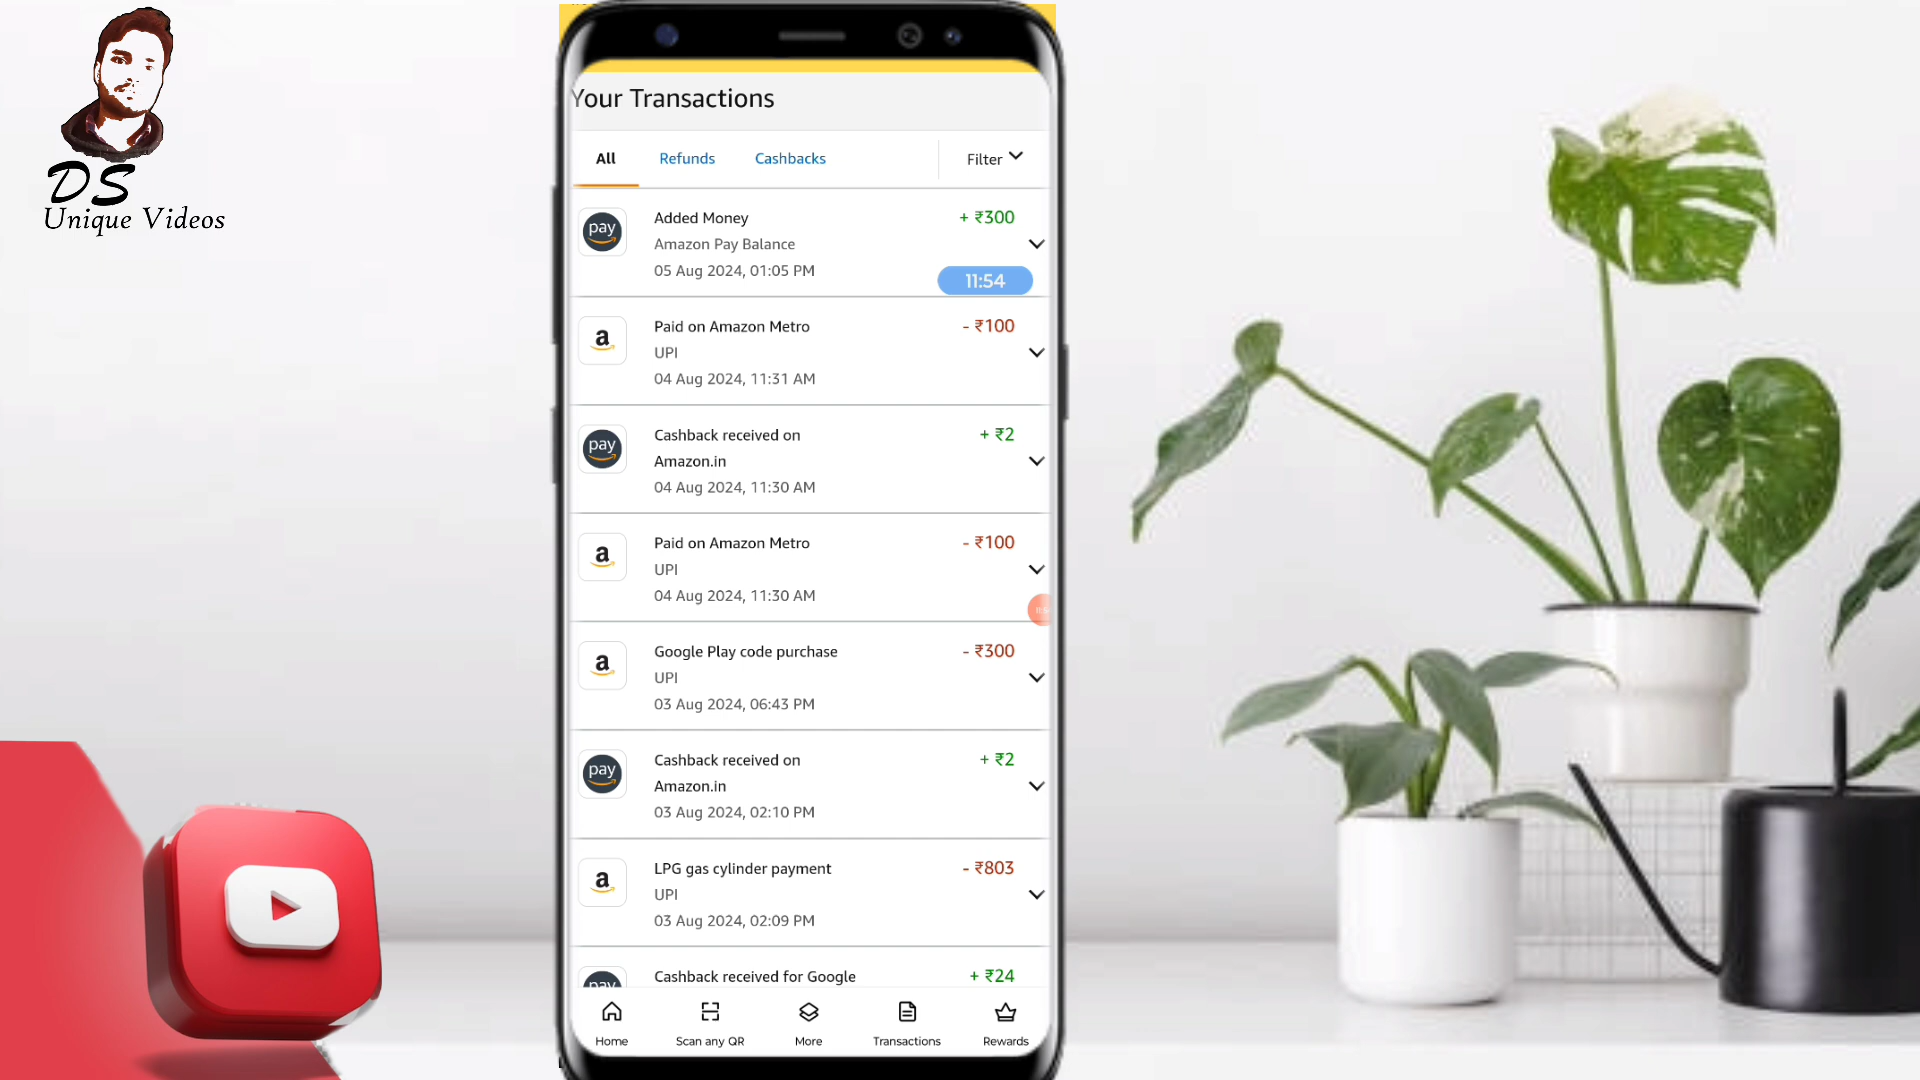 DS
Unique Videos
Your Transactions
All
Refunds
Cashbacks
Filter
pay
Added Money
+ ₹300
Amazon Pay Balance
05 Aug 2024, 01:05 PM
11:54
a
Paid on Amazon Metro
- ₹100
UPI
04 Aug 2024, 11:31 AM
pay
Cashback received on
+ ₹2
Amazon.in
04 Aug 2024, 11:30 AM
a
Paid on Amazon Metro
- ₹100
UPI
04 Aug 2024, 11:30 AM
a
Google Play code purchase
- ₹300
UPI
03 Aug 2024, 06:43 PM
pay
Cashback received on
+ ₹2
Amazon.in
03 Aug 2024, 02:10 PM
a
LPG gas cylinder payment
- ₹803
UPI
03 Aug 2024, 02:09 PM
pay
Cashback received for Google
+ ₹24
Home
Scan any QR
More
Transactions
Rewards